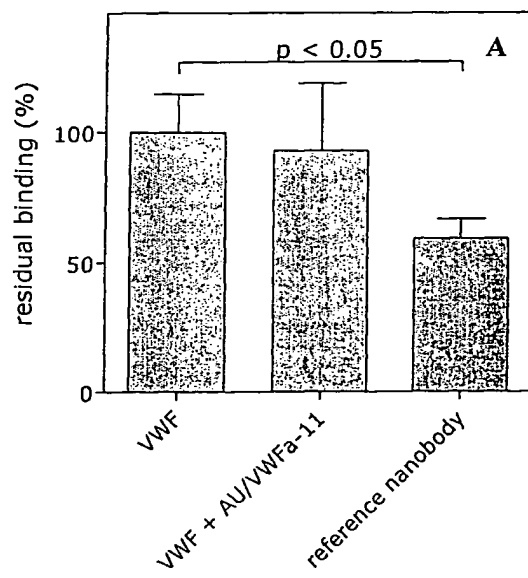 p < 0.05
A
residual binding (%)
100
50
0
VWF
VWF + AU/VWFa-11
reference nanobody